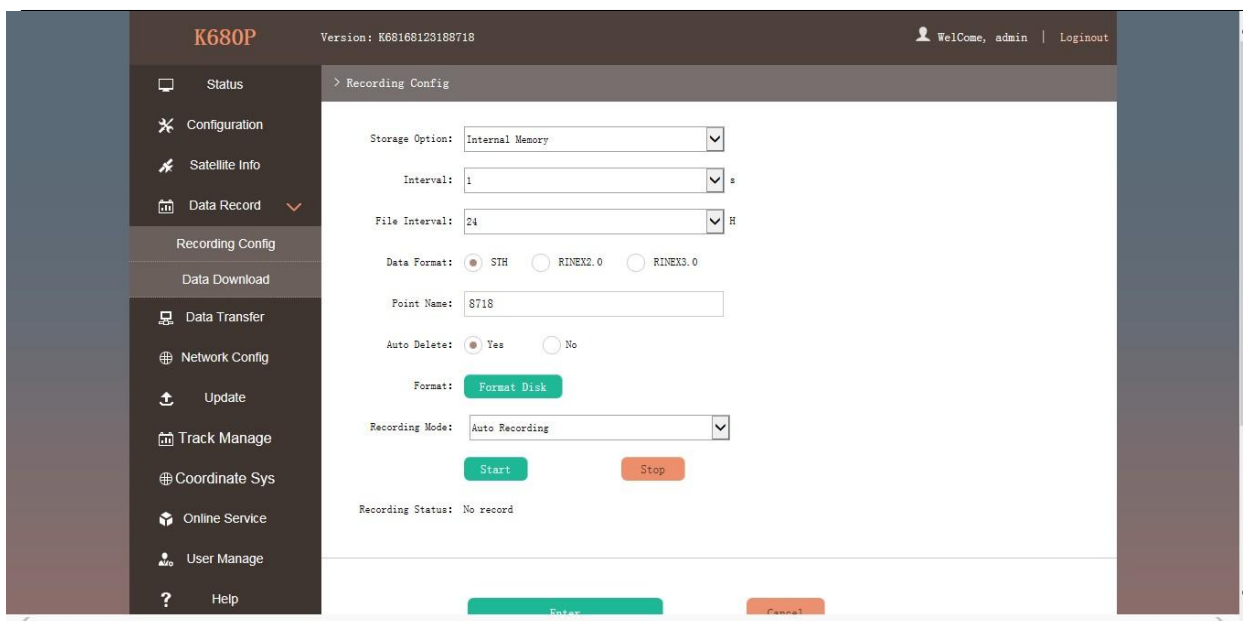 K680P
Version: K68168123188718
WelCome, admin | Loginout
Status
Configuration
Satellite Info
Data Record
Recording Config
Data Download
Data Transfer
Network Config
Update
Track Manage
Coordinate Sys
Online Service
User Manage
? Help
> Recording Config
Storage Option: Internal Memory
Interval: 1 s
File Interval: 24 H
Data Format: STH RINEX2.0 RINEX3.0
Point Name: 8718
Auto Delete: Yes No
Format: Format Disk
Recording Mode: Auto Recording
Start Stop
Recording Status: No record
Enter Cancel